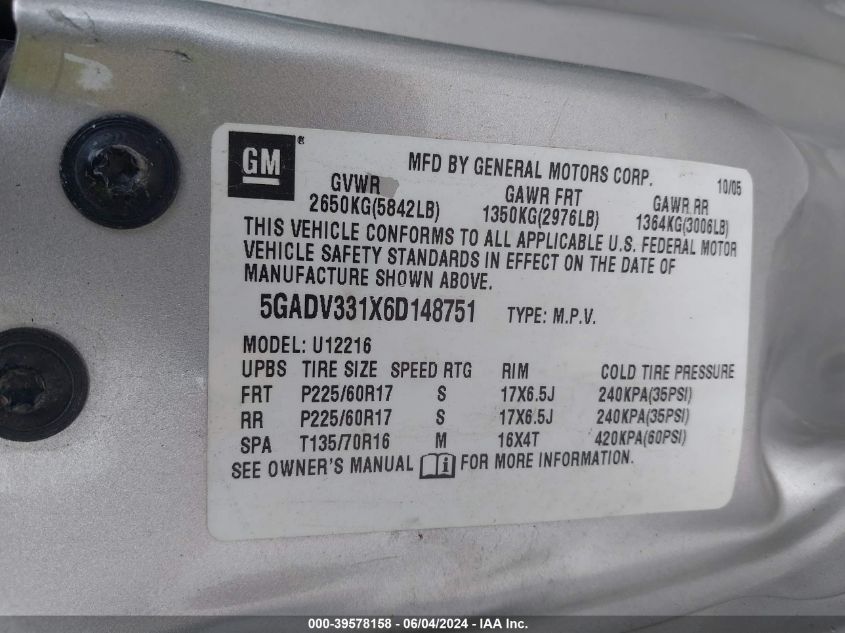 GM ®
MFD BY GENERAL MOTORS CORP. 10/05
GVWR GAWR FRT GAWR RR
2650KG(5842LB) 1350KG(2976LB) 1364KG(3006LB)
THIS VEHICLE CONFORMS TO ALL APPLICABLE U.S. FEDERAL MOTOR
VEHICLE SAFETY STANDARDS IN EFFECT ON THE DATE OF
MANUFACTURE SHOWN ABOVE.
5GADV331X6D148751 TYPE: M.P.V.
MODEL: U12216
UPBS TIRE SIZE SPEED RTG RIM COLD TIRE PRESSURE
FRT P225/60R17 S 17X6.5J 240KPA(35PSI)
RR P225/60R17 S 17X6.5J 240KPA(35PSI)
SPA T135/70R16 M 16X4T 420KPA(60PSI)
SEE OWNER'S MANUAL FOR MORE INFORMATION.
000-39578158 - 06/04/2024 - IAA Inc.